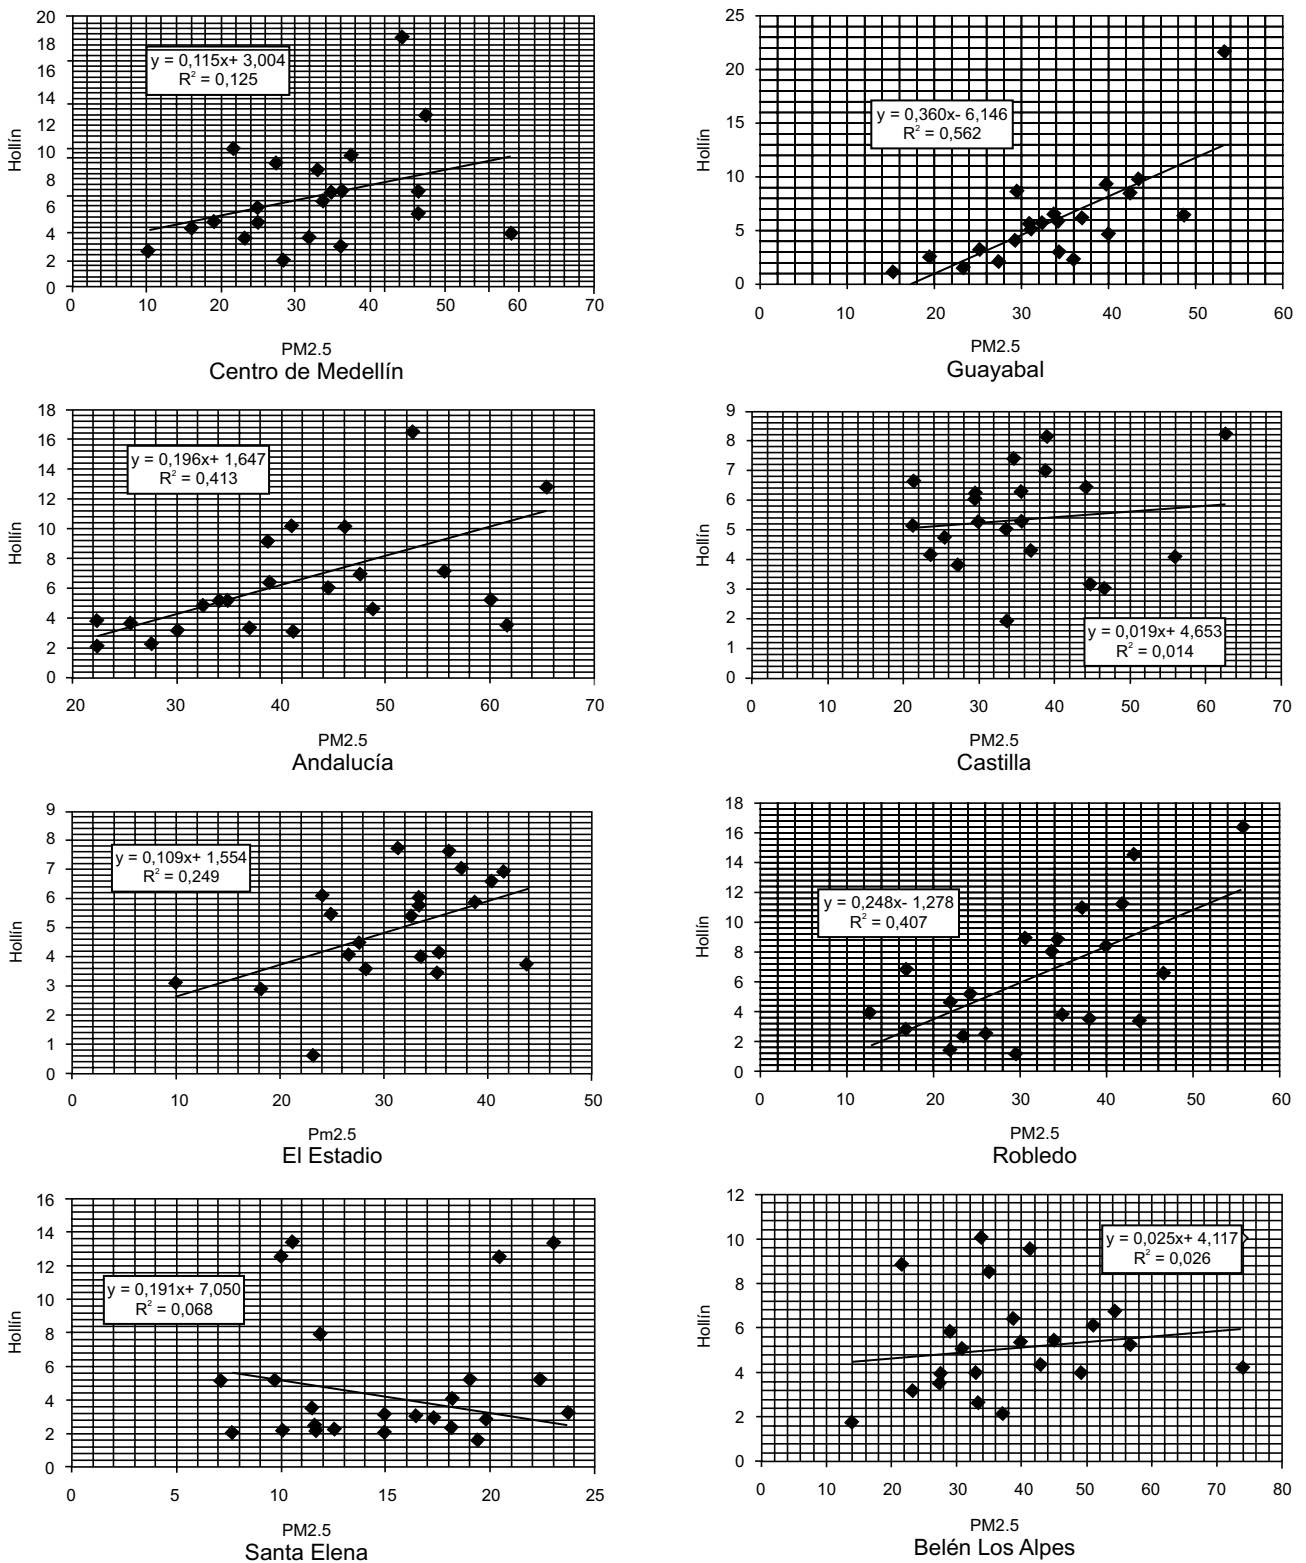 20
18
16
14
12
10
8
6
4
2
0
Hollín
y = 0,115x+ 3,004
R² = 0,125
0 10 20 30 40 50 60 70
PM2.5
Centro de Medellín
25
20
15
10
5
0
Hollín
y = 0,360x- 6,146
R² = 0,562
0 10 20 30 40 50 60
PM2.5
Guayabal
18
16
14
12
10
8
6
4
2
0
Hollín
y = 0,196x+ 1,647
R² = 0,413
20 30 40 50 60 70
PM2.5
Andalucía
9
8
7
6
5
4
3
2
1
0
Hollín
y = 0,019x+ 4,653
R² = 0,014
0 10 20 30 40 50 60 70
PM2.5
Castilla
9
8
7
6
5
4
3
2
1
0
Hollín
y = 0,109x+ 1,554
R² = 0,249
0 10 20 30 40 50
Pm2.5
El Estadio
18
16
14
12
10
8
6
4
2
0
Hollín
y = 0,248x- 1,278
R² = 0,407
0 10 20 30 40 50 60
PM2.5
Robledo
16
14
12
10
8
6
4
2
0
Hollín
y = 0,191x+ 7,050
R² = 0,068
0 5 10 15 20 25
PM2.5
Santa Elena
12
10
8
6
4
2
0
Hollín
y = 0,025x+ 4,117
R² = 0,026
0 10 20 30 40 50 60 70 80
PM2.5
Belén Los Alpes